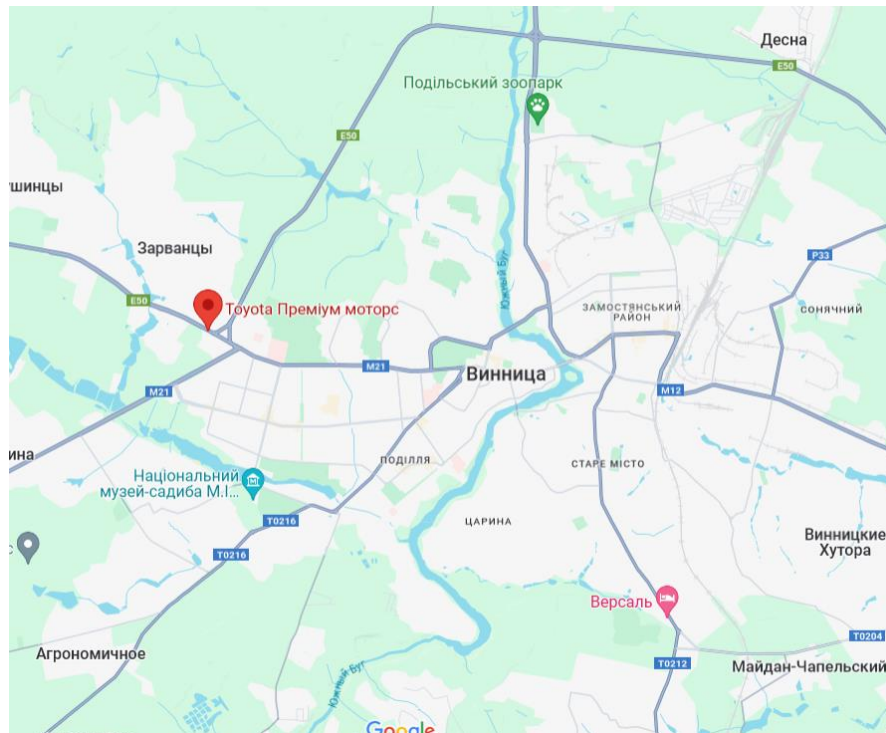 Десна
E50
Подільский зоопарк
E50
ушинцы
Зарванцы
Южный Буг
P33
E50
Toyota Преміум моторс
ЗАМОСТЯНСЬКИЙ
РАЙОН
СОНЯЧНИЙ
M21
Винница
M21
M12
ина
ПОДІЛЛЯ
СТАРЕ МІСТО
Національний
музей-садиба М.І...
T0216
ЦАРИНА
Винницкие
Хутора
с
T0216
Версаль
T0204
Агрономичное
Южный Буг
T0212
Майдан-Чапельский
Google